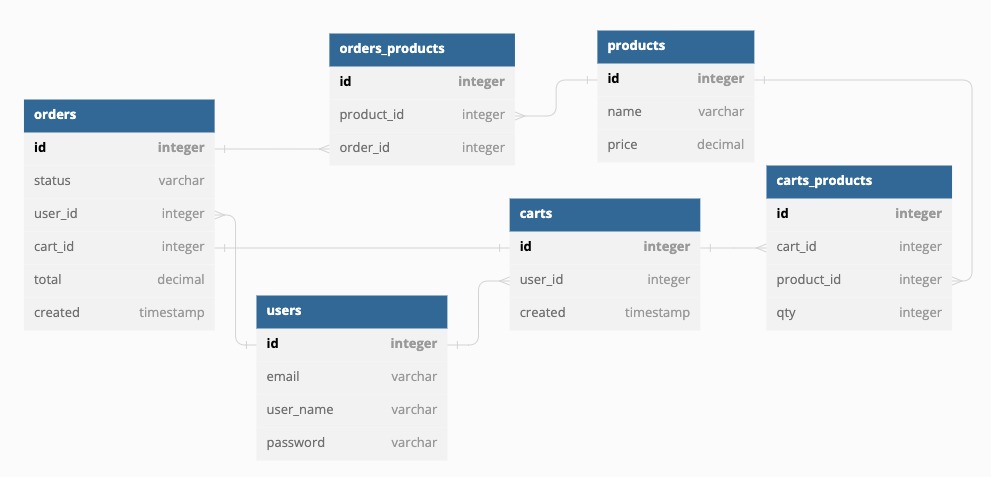 orders_products
id integer
product_id integer
order_id integer
products
id integer
name varchar
price decimal
orders
id integer
status varchar
user_id integer
cart_id integer
total decimal
created timestamp
carts_products
id integer
cart_id integer
product_id integer
qty integer
carts
id integer
user_id integer
created timestamp
users
id integer
email varchar
user_name varchar
password varchar